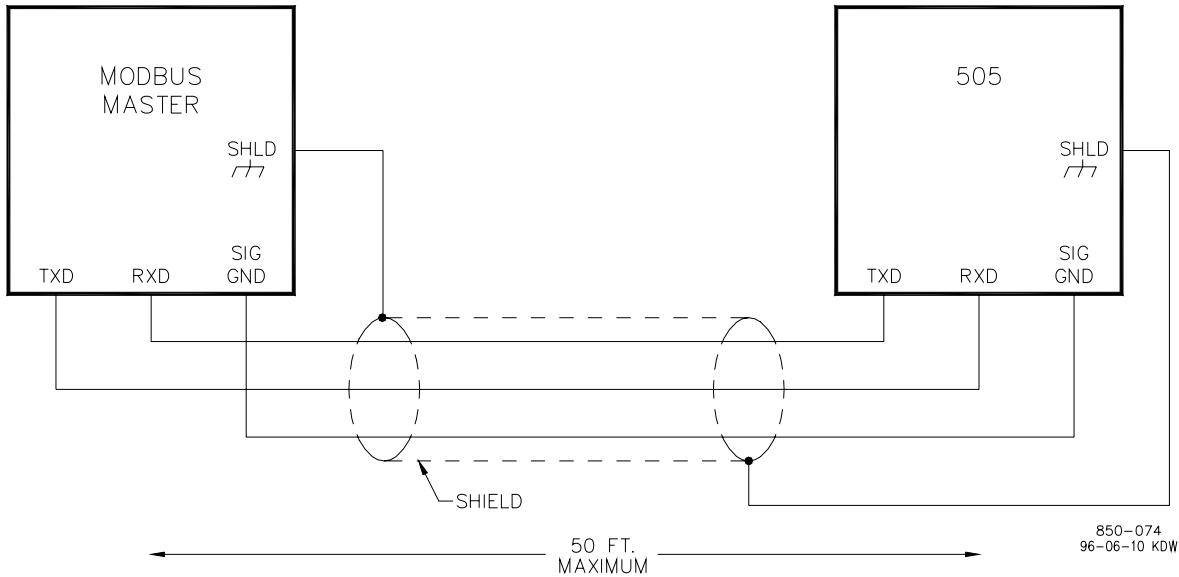 MODBUS
MASTER
SHLD
TXD
RXD
SIG
GND
505
SHLD
TXD
RXD
SIG
GND
SHIELD
50 FT.
MAXIMUM
850-074
96-06-10 KDW